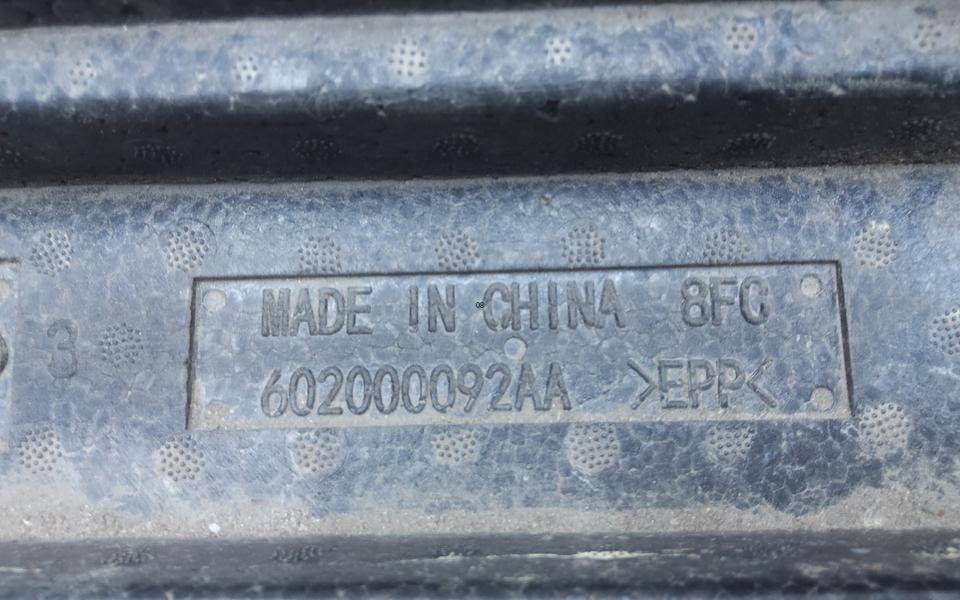 MADE IN CHINA 8FC
602000092AA >EPP<
3